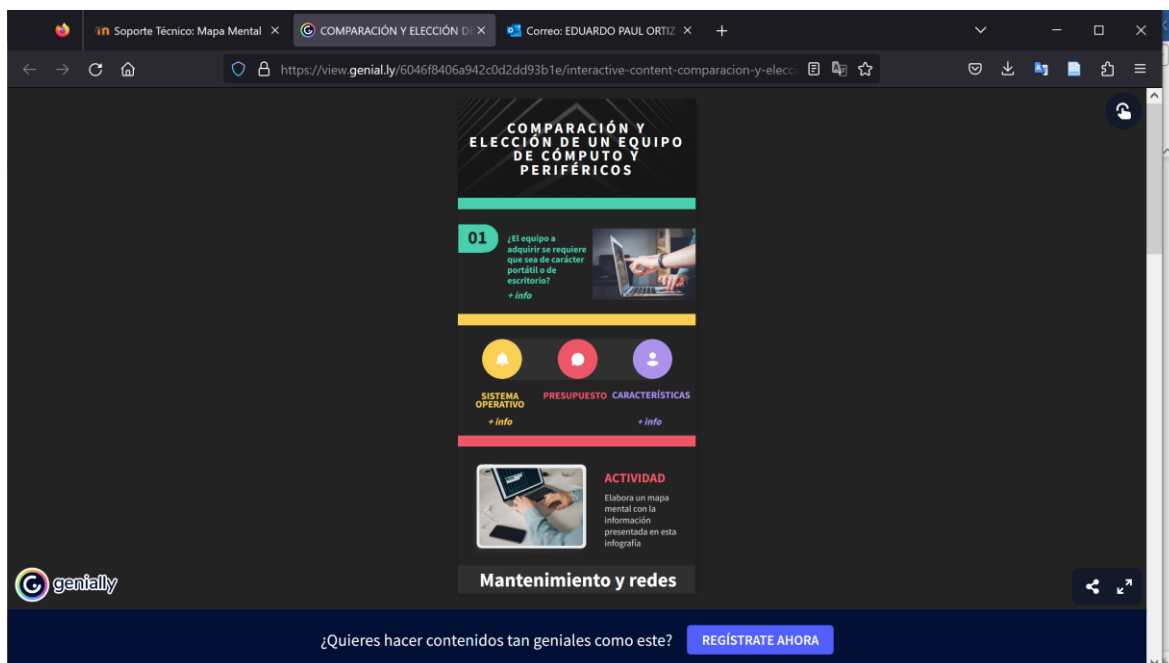 Soporte Técnico: Mapa Mental
COMPARACIÓN Y ELECCIÓN DE
Correo: EDUARDO PAUL ORTIZ
https://view.genial.ly/6046f8406a942c0d2dd93b1e/interactive-content-comparacion-y-elecc
COMPARACIÓN Y
ELECCIÓN DE UN EQUIPO
DE CÓMPUTO Y
PERIFÉRICOS
01
¿El equipo a
adquirir se requiere
que sea de carácter
portátil o de
escritorio?
+ info
SISTEMA
OPERATIVO
+ info
PRESUPUESTO
CARACTERÍSTICAS
+ info
ACTIVIDAD
Elabora un mapa
mental con la
información
presentada en esta
infografía
Mantenimiento y redes
genially
¿Quieres hacer contenidos tan geniales como este?
REGÍSTRATE AHORA